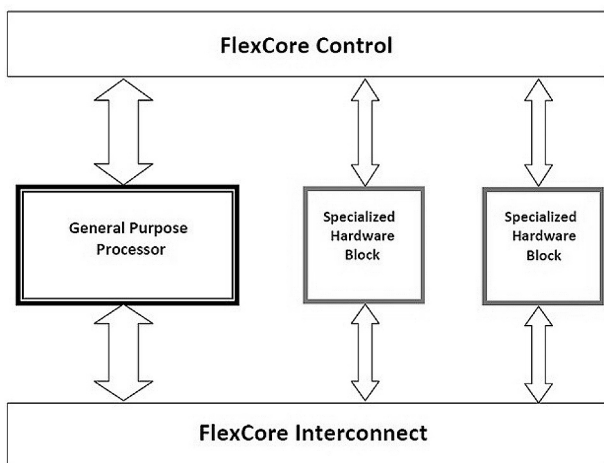 FlexCore Control
General Purpose
Processor
Specialized
Hardware
Block
Specialized
Hardware
Block
FlexCore Interconnect